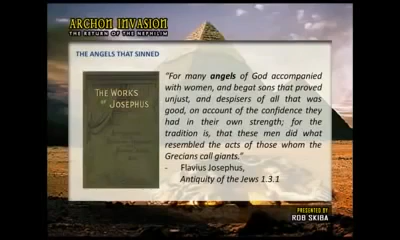 ARCHON INVASION
THE RETURN OF THE NEPHILIM
THE ANGELS THAT SINNED
THE WORKS
OF JOSEPHUS
"For many angels of God accompanied
with women, and begat sons that proved
unjust, and despisers of all that was
good, on account of the confidence they
had in their own strength; for the
tradition is, that these men did what
resembled the acts of those whom the
Grecians call giants."
- Flavius Josephus,
Antiquity of the Jews 1.3.1
PRESENTED BY
ROB SKIBA